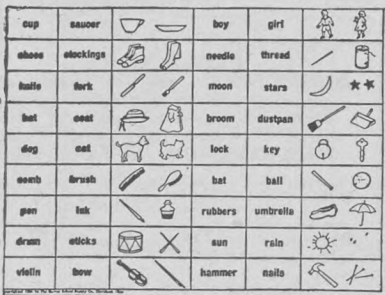 cup saucer boy girl
shoes stockings needle thread
knife fork moon stars
hat coat broom dustpan
dog cat lock key
comb brush bat ball
pen ink rubbers umbrella
drum sticks sun rain
violin bow hammer nails